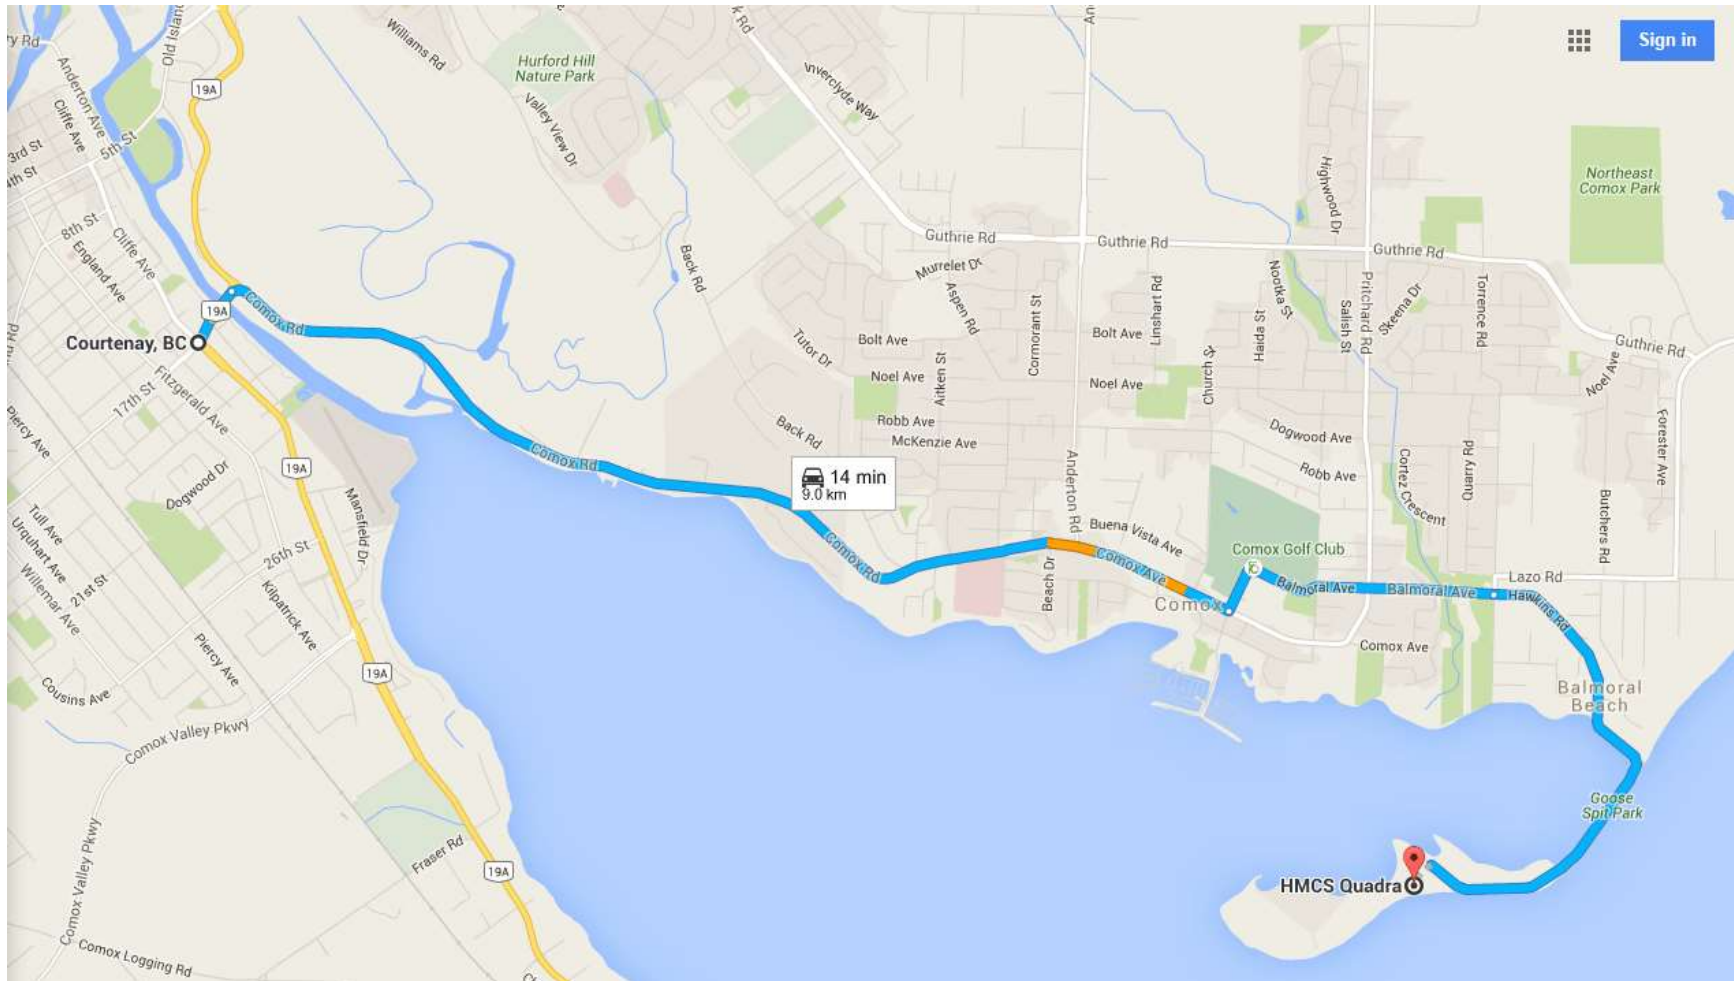 Sign in
Williams Rd
Old Island
Anderton Ave
Cliffe Ave
5th St
3rd St
4th St
19A
Hurford Hill
Nature Park
Valley View Dr
Inverclyde Way
Northeast
Comox Park
Highwood Dr
8th St
England Ave
Cliffe Ave
Back Rd
Guthrie Rd
Guthrie Rd
Guthrie Rd
Murrelet Dr
Aspen Rd
Cormorant St
Linshart Rd
Nootka St
Haida St
Salish St
Pritchard Rd
Skeena Dr
Torrence Rd
Guthrie Rd
19A
Comox Rd
Courtenay, BC
Tutor Dr
Bolt Ave
Bolt Ave
Noel Ave
Aitken St
Noel Ave
Church St
Noel Ave
Fitzgerald Ave
17th St
Piercy Ave
Robb Ave
McKenzie Ave
Back Rd
Dogwood Ave
Robb Ave
Forester Ave
Quarry Rd
Cortez Crescent
Butchers Rd
Comox Rd
14 min
9.0 km
Anderton Rd
19A
Dogwood Dr
Mansfield Dr
Tull Ave
Urquhart Ave
Willemar Ave
21st St
26th St
Kilpatrick Ave
Comox Rd
Buena Vista Ave
Comox Ave
Beach Dr
Comox Golf Club
Comox
Balmoral Ave
Balmoral Ave
Lazo Rd
Hawkins Rd
Comox Ave
Piercy Ave
Cousins Ave
19A
Balmoral
Beach
Comox Valley Pkwy
Goose
Spit Park
Comox Valley Pkwy
Fraser Rd
19A
HMCS Quadra
Comox Logging Rd